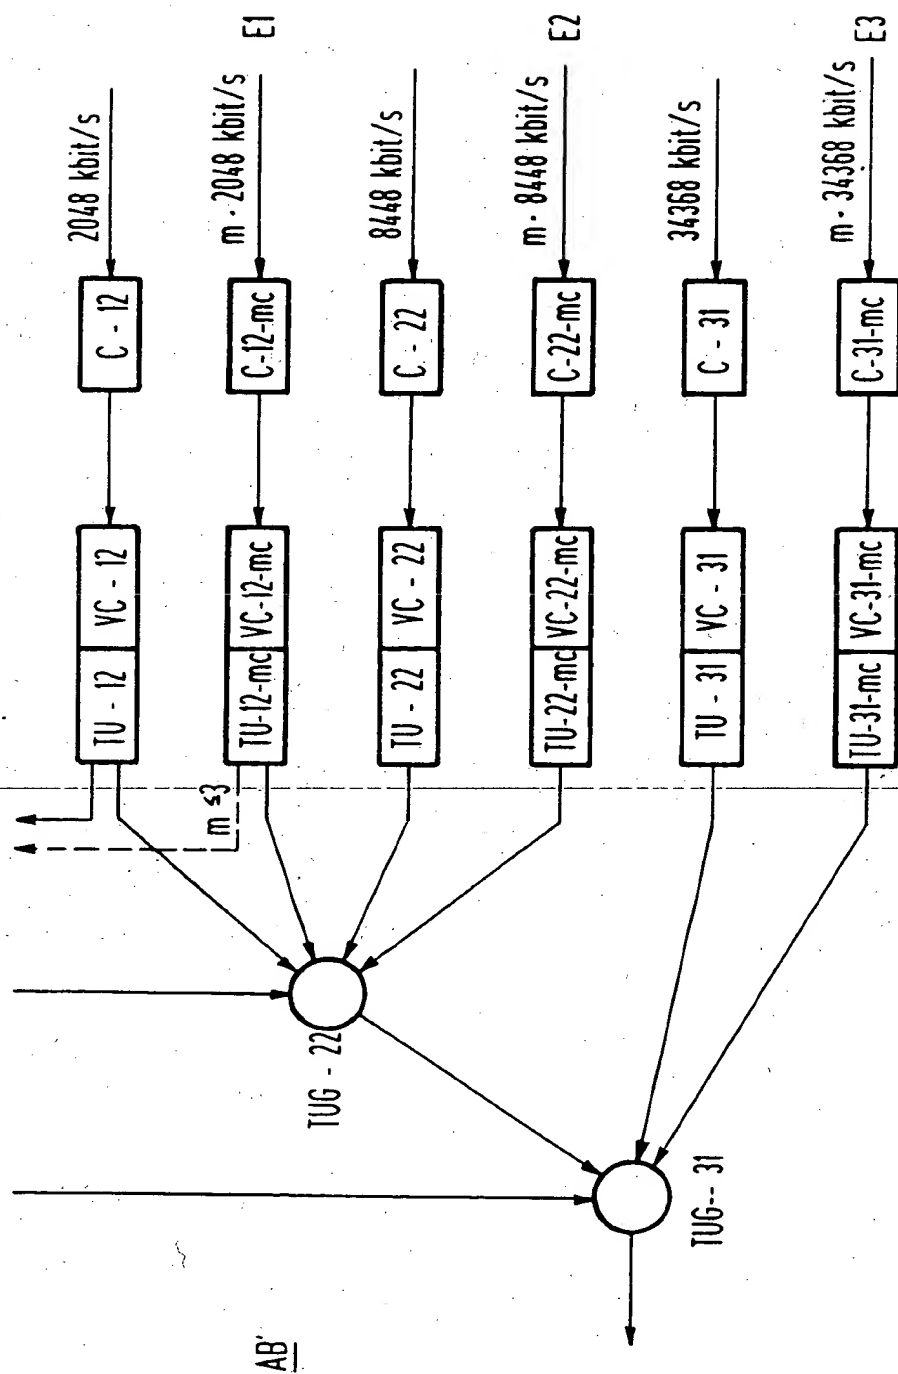 2048 kbit/s
C - 12
VC - 12
TU - 12
E1
m · 2048 kbit/s
C-12-mc
VC-12-mc
TU-12-mc
m ≤3
8448 kbit/s
C - 22
VC - 22
TU - 22
E2
m · 8448 kbit/s
C-22-mc
VC-22-mc
TU-22-mc
TUG - 22
34368 kbit/s
C - 31
VC - 31
TU - 31
E3
m · 34368 kbit/s
C-31-mc
VC-31-mc
TU-31-mc
TUG-- 31
AB'